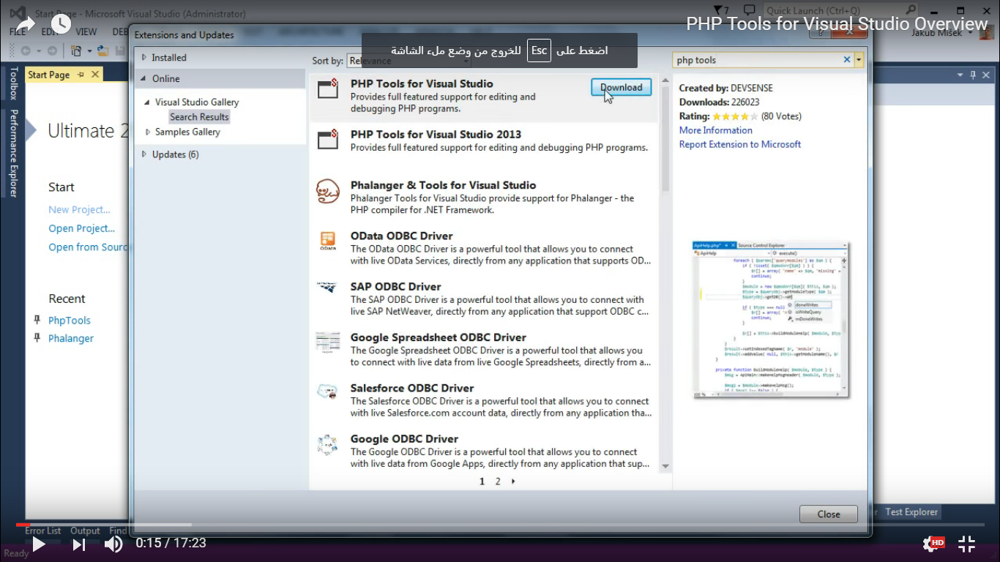 Start Page - Microsoft Visual Studio (Administrator)
7
Quick Launch (Ctrl+Q)
PHP Tools for Visual Studio Overview
FILE
EDIT
VIEW
Jakub Míšek
Extensions and Updates
اضغط على Esc للخروج من وضع ملء الشاشة
Toolbox
Performance Explorer
Start Page
Ultimate 2
Start
New Project...
Open Project...
Open from Sourc
Recent
PhpTools
Phalanger
Installed
Online
Visual Studio Gallery
Search Results
Samples Gallery
Updates (6)
Sort by: Relevance
php tools
PHP Tools for Visual Studio
Provides full featured support for editing and
debugging PHP programs.
Download
PHP Tools for Visual Studio 2013
Provides full featured support for editing and debugging PHP programs.
Phalanger & Tools for Visual Studio
Phalanger Tools for Visual Studio provide support for Phalanger - the
PHP compiler for .NET Framework.
OData
OData ODBC Driver
The OData ODBC Driver is a powerful tool that allows you to connect
with live OData Services, directly from any application that supports OD...
SAP ODBC Driver
The SAP ODBC Driver is a powerful tool that allows you to connect with
live SAP NetWeaver, directly from any application that support ODBC c...
Google Spreadsheet ODBC Driver
The Google Spreadsheet ODBC Driver is a powerful tool that allows you
to connect with live data from live Google Spreadsheets, directly from a...
Salesforce ODBC Driver
The Salesforce ODBC Driver is a powerful tool that allows you to connect
with live Salesforce.com account data, directly from any application tha...
Google ODBC Driver
The Google ODBC Driver is a powerful tool that allows you to connect
with live data from Google Apps, directly from any application that sup...
1 2
Created by: DEVSENSE
Downloads: 226023
Rating: (80 Votes)
More Information
Report Extension to Microsoft
ApiHelp.php* Source Control Explorer
ApiHelp execute()
continue;
doneWrites
isWriteQuery
mDoneWrites
continue;
100 %
Close
Test Explorer
Error List Output Find
0:15 / 17:23
HD
Ready